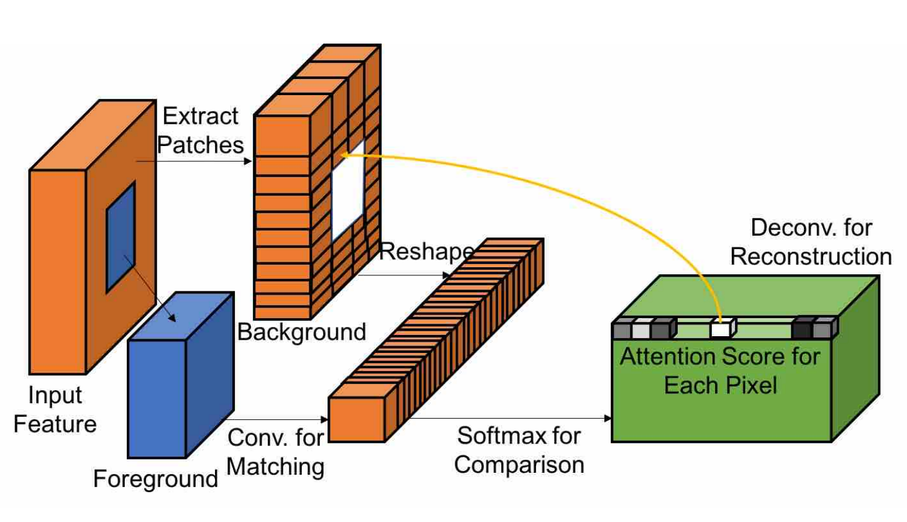 Extract
Patches
Deconv. for
Reconstruction
Reshape
Background
Attention Score for
Each Pixel
Input
Feature
Conv. for
Matching
Softmax for
Comparison
Foreground